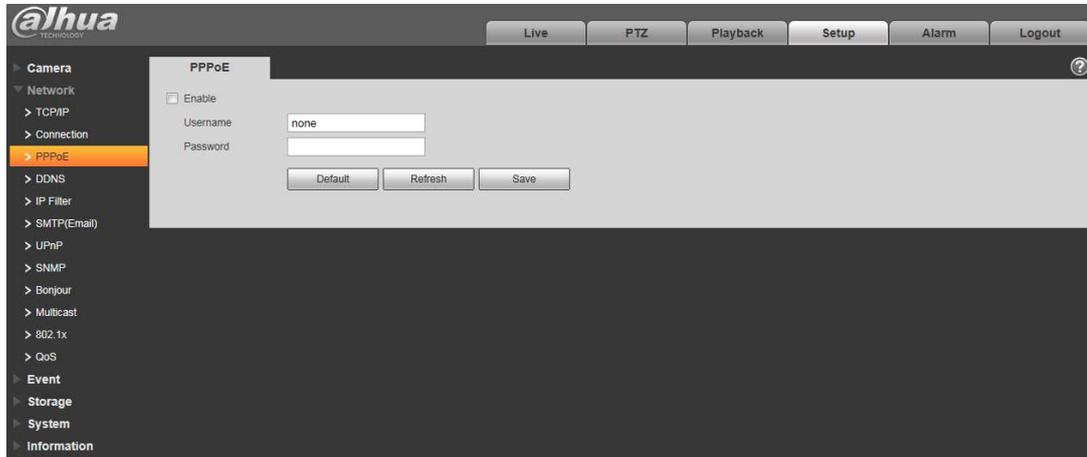 alhua
TECHNOLOGY
Live PTZ Playback Setup Alarm Logout
Camera
Network
> TCP/IP
> Connection
> PPPoE
> DDNS
> IP Filter
> SMTP(Email)
> UPnP
> SNMP
> Bonjour
> Multicast
> 802.1x
> QoS
Event
Storage
System
Information
PPPoE
?
Enable
Username none
Password
Default Refresh Save